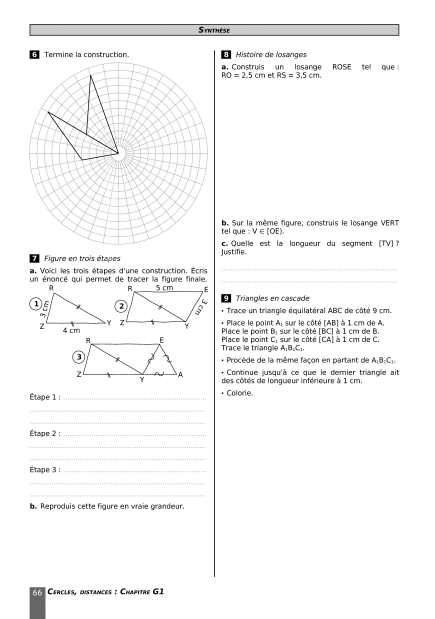 SYNTHÈSE
6 Termine la construction.
7 Figure en trois étapes
a. Voici les trois étapes d'une construction. Écris
un énoncé qui permet de tracer la figure finale.
R
1
3 cm
Z
4 cm
Y
R
5 cm
E
2
3 cm
Z
Y
R
E
3
Z
Y
A
Étape 1 :
Étape 2 :
Étape 3 :
b. Reproduis cette figure en vraie grandeur.
8 Histoire de losanges
a. Construis un losange ROSE tel que :
RO = 2,5 cm et RS = 3,5 cm.
b. Sur la même figure, construis le losange VERT
tel que : V ∈ [OE).
c. Quelle est la longueur du segment [TV] ?
Justifie.
9 Triangles en cascade
• Trace un triangle équilatéral ABC de côté 9 cm.
• Place le point A₁ sur le côté [AB] à 1 cm de A.
Place le point B₁ sur le côté [BC] à 1 cm de B.
Place le point C₁ sur le côté [CA] à 1 cm de C.
Trace le triangle A₁B₁C₁.
• Procède de la même façon en partant de A₁B₁C₁.
• Continue jusqu'à ce que le dernier triangle ait
des côtés de longueur inférieure à 1 cm.
• Colorie.
66 CERCLES, DISTANCES : CHAPITRE G1